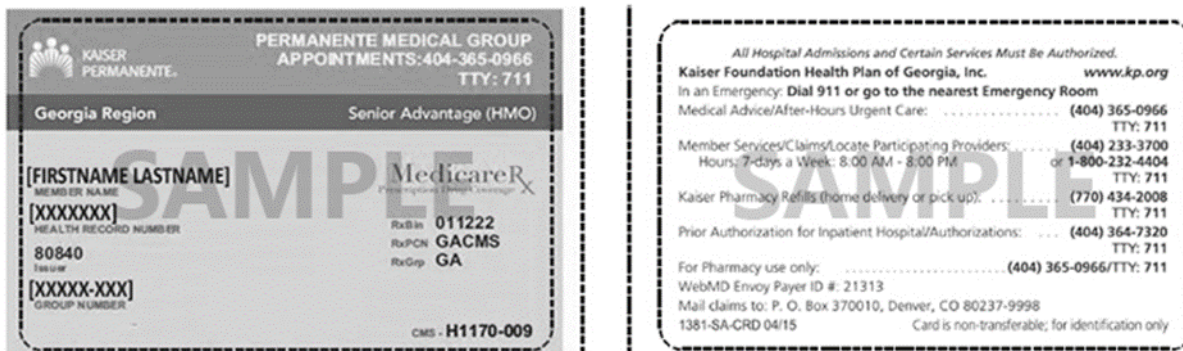 KAISER
PERMANENTE®
PERMANENTE MEDICAL GROUP
APPOINTMENTS:404-365-0966
TTY: 711
Georgia Region
Senior Advantage (HMO)
SAMPLE
[FIRSTNAME LASTNAME]
MEMBER NAME
[XXXXXXX]
HEALTH RECORD NUMBER
80840
Issuer
[XXXXX-XXX]
GROUP NUMBER
MedicareRx
Prescription Drug Coverage
RxBin 011222
RxPCN GACMS
RxGrp GA
CMS - H1170-009
All Hospital Admissions and Certain Services Must Be Authorized.
Kaiser Foundation Health Plan of Georgia, Inc. www.kp.org
In an Emergency: Dial 911 or go to the nearest Emergency Room
Medical Advice/After-Hours Urgent Care: ................ (404) 365-0966
TTY: 711
Member Services/Claims/Locate Participating Providers: (404) 233-3700
Hours: 7-days a Week: 8:00 AM - 8:00 PM or 1-800-232-4404
TTY: 711
SAMPLE
Kaiser Pharmacy Refills (home delivery or pick up): ......... (770) 434-2008
TTY: 711
Prior Authorization for Inpatient Hospital/Authorizations: .... (404) 364-7320
TTY: 711
For Pharmacy use only: ...................... (404) 365-0966/TTY: 711
WebMD Envoy Payer ID #: 21313
Mail claims to: P. O. Box 370010, Denver, CO 80237-9998
1381-SA-CRD 04/15 Card is non-transferable; for identification only